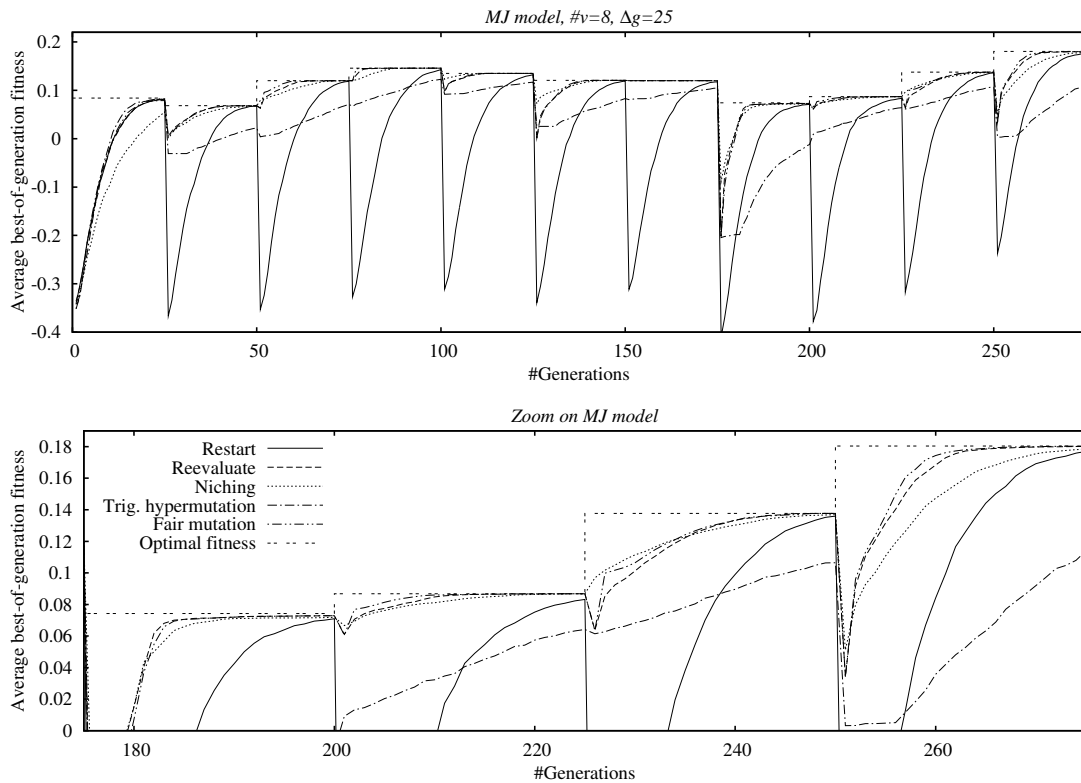 MJ model, #v=8, Δg=25
Average best-of-generation fitness
0.2
0.1
0
-0.1
-0.2
-0.3
-0.4
0 50 100 150 200 250
#Generations
Zoom on MJ model
Average best-of-generation fitness
0.18
0.16
0.14
0.12
0.1
0.08
0.06
0.04
0.02
0
Restart
Reevaluate
Niching
Trig. hypermutation
Fair mutation
Optimal fitness
180 200 220 240 260
#Generations